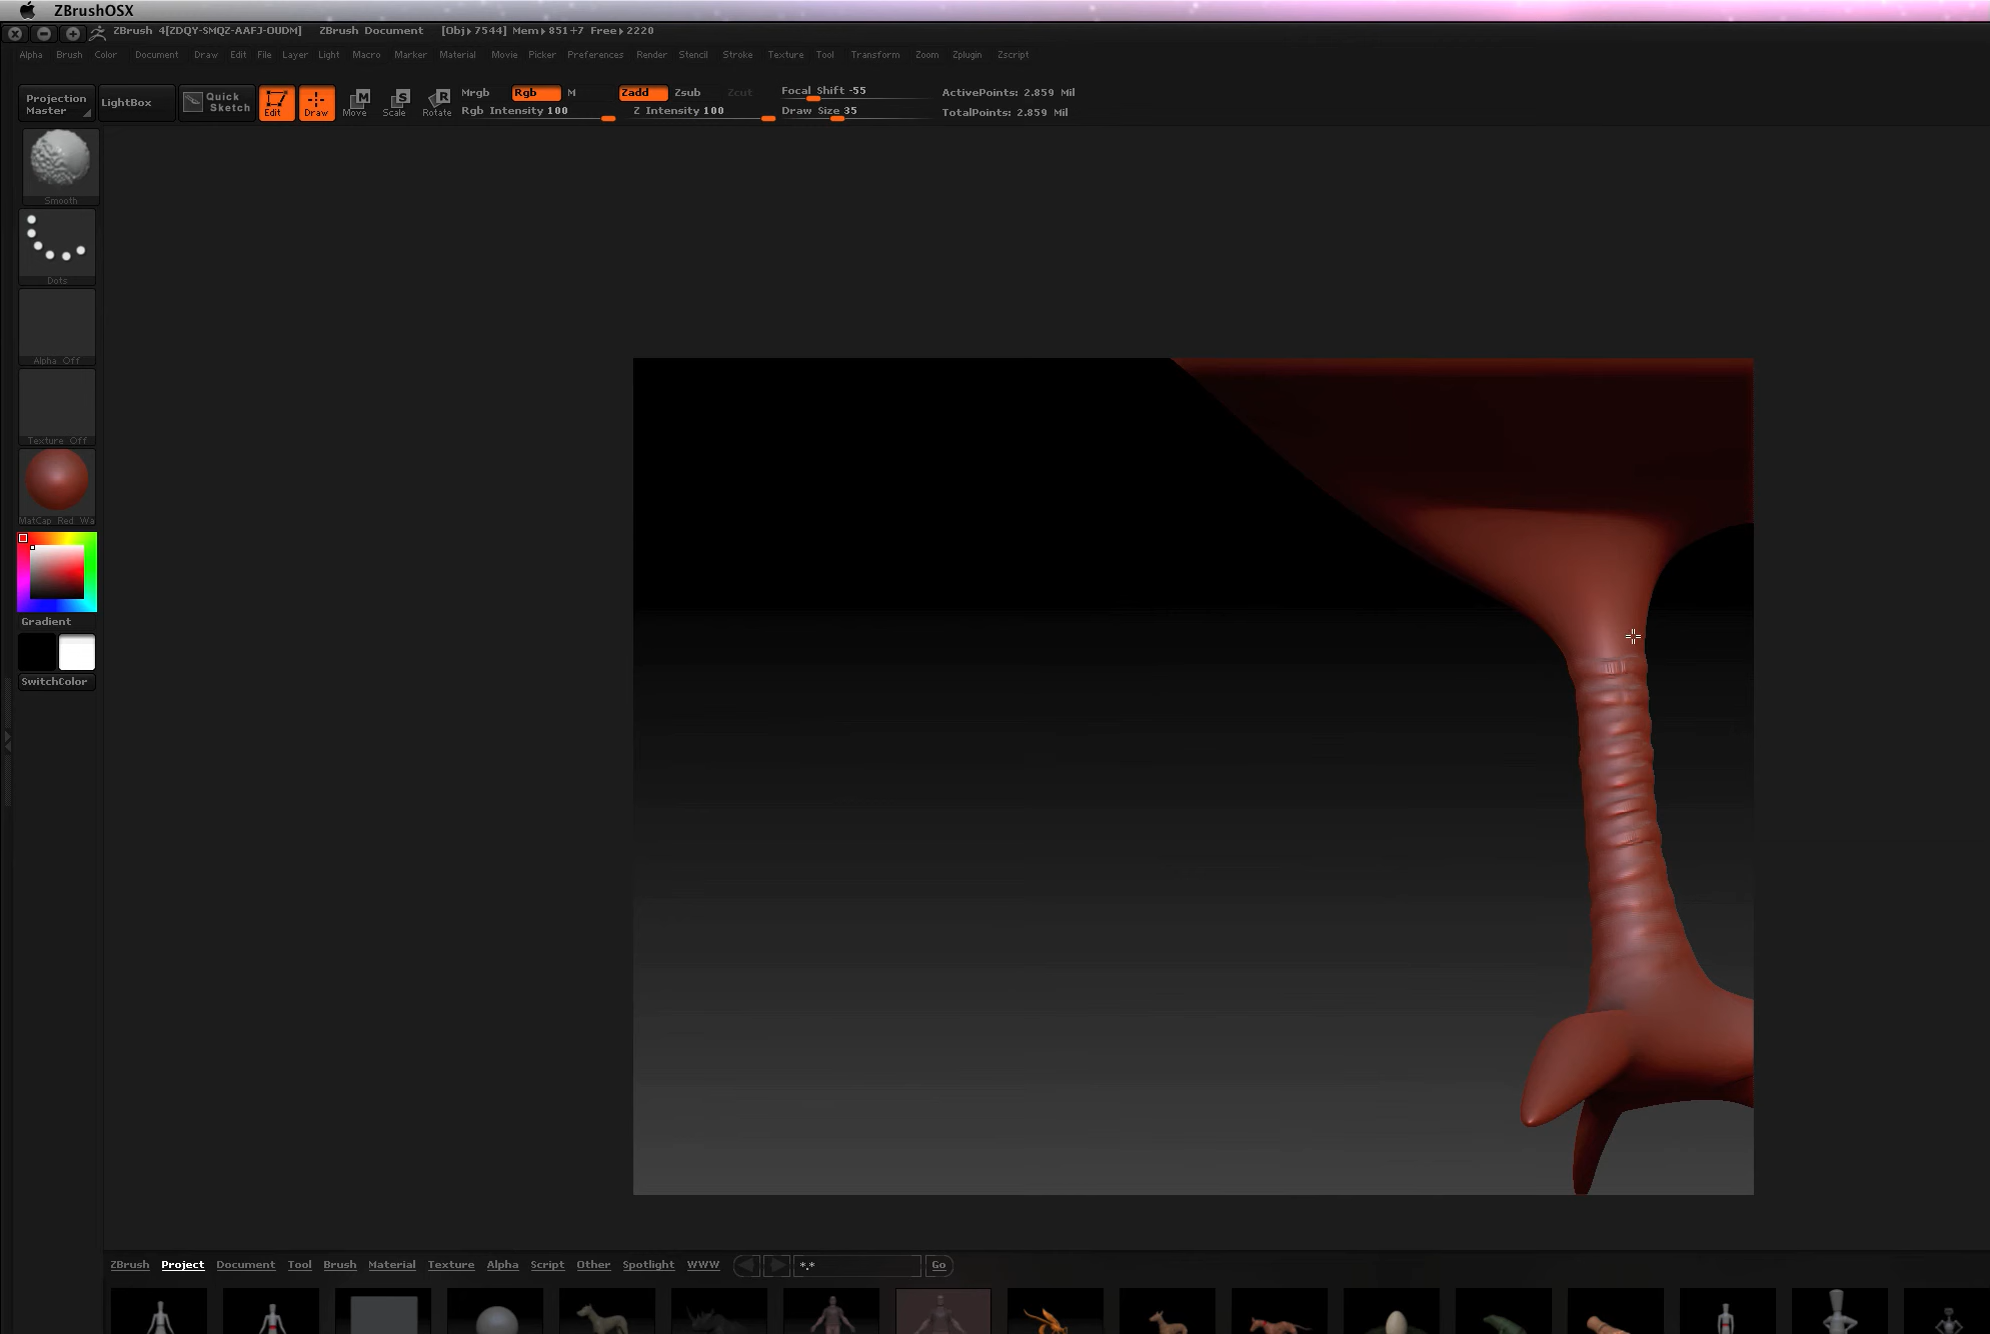 ZBrushOSX
ZBrush 4[ZDQY-SMQZ-AAFJ-OUDM] ZBrush Document [Obj▸7544] Mem▸851+7 Free▸2220
Alpha Brush Color Document Draw Edit File Layer Light Macro Marker Material Movie Picker Preferences Render Stencil Stroke Texture Tool Transform Zoom Zplugin Zscript
Projection Master
LightBox
Quick Sketch
Edit
Draw
Move
Scale
Rotate
Mrgb Rgb M
Rgb Intensity 100
Zadd Zsub Zcut
Z Intensity 100
Focal Shift -55
Draw Size 35
ActivePoints: 2.859 Mil
TotalPoints: 2.859 Mil
Smooth
Dots
Alpha Off
Texture Off
MatCap Red Wa
Gradient
SwitchColor
ZBrush Project Document Tool Brush Material Texture Alpha Script Other Spotlight WWW *.* Go